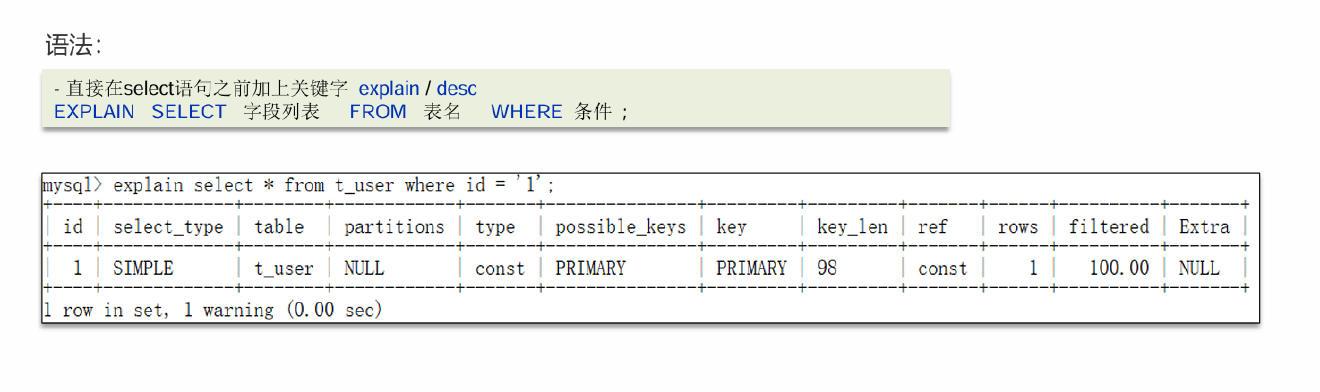 语法：
- 直接在select语句之前加上关键字 explain / desc
EXPLAIN SELECT 字段列表 FROM 表名 WHERE 条件 ;
mysql> explain select * from t_user where id = '1';
+----+-------------+--------+------------+-------+---------------+---------+---------+-------+------+----------+-------+
| id | select_type | table | partitions | type | possible_keys | key | key_len | ref | rows | filtered | Extra |
+----+-------------+--------+------------+-------+---------------+---------+---------+-------+------+----------+-------+
| 1 | SIMPLE | t_user | NULL | const | PRIMARY | PRIMARY | 98 | const | 1 | 100.00 | NULL |
+----+-------------+--------+------------+-------+---------------+---------+---------+-------+------+----------+-------+
1 row in set, 1 warning (0.00 sec)